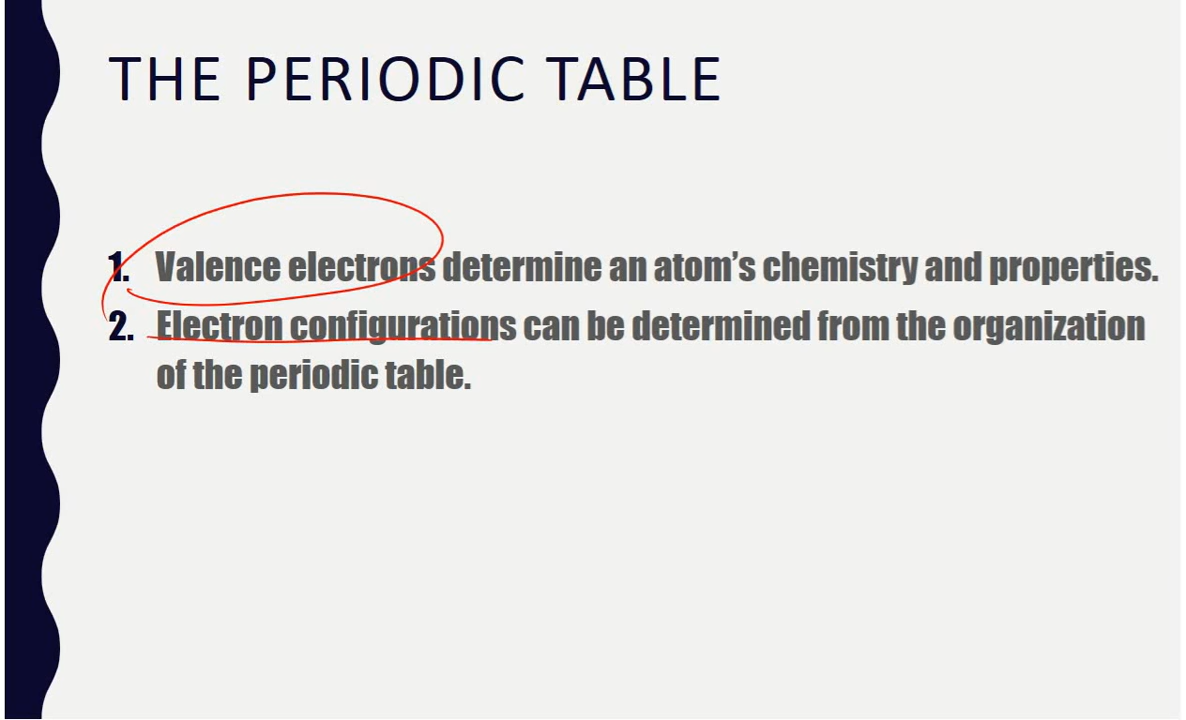 THE PERIODIC TABLE
1. Valence electrons determine an atom’s chemistry and properties.
2. Electron configurations can be determined from the organization
of the periodic table.